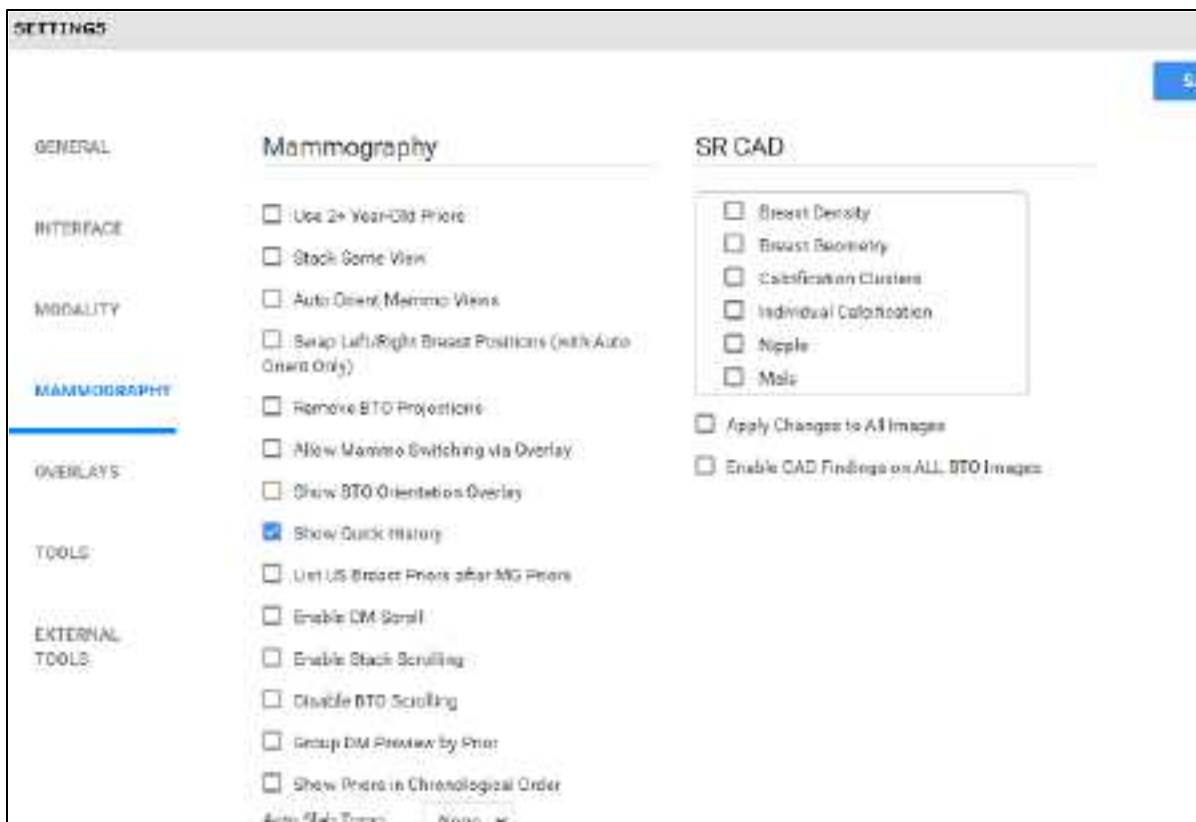 SETTINGS
GENERAL
INTERFACE
MODALITY
MAMMOGRAPHY
OVERLAYS
TOOLS
EXTERNAL
TOOLS
Mammography
Use 2+ Year-Old Priors
Stack Same View
Auto Orient Mammo Views
Swap Left/Right Breast Positions (with Auto
Orient Only)
Remove BTO Projections
Allow Mammo Switching via Overlay
Show BTO Orientation Overlay
Show Quick History
List US Breast Priors after MG Priors
Enable DM Scroll
Enable Stack Scrolling
Disable BTO Scrolling
Group DM Preview by Prior
Show Priors in Chronological Order
Auto Slab None
SR CAD
Breast Density
Breast Geometry
Calcification Clusters
Individual Calcification
Nipple
Apply Changes to All Images
Enable CAD Findings on ALL BTO Images